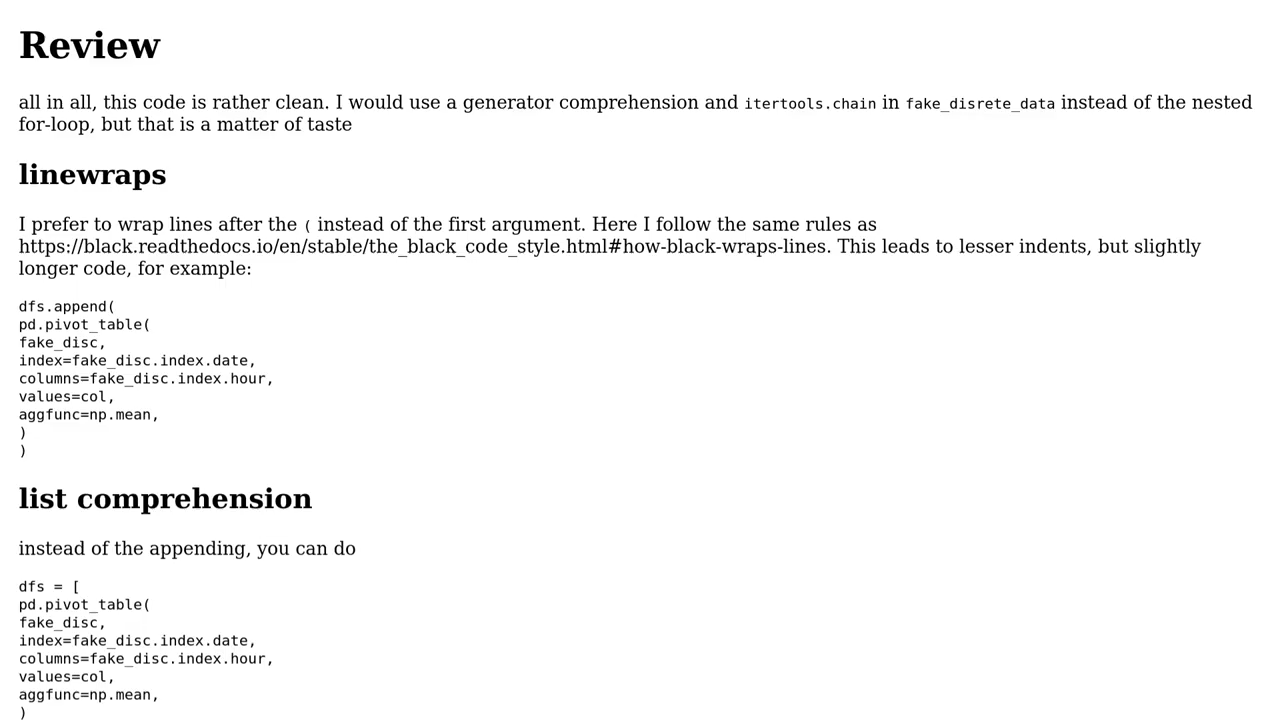 Review
all in all, this code is rather clean. I would use a generator comprehension and itertools.chain in fake_disrete_data instead of the nested
for-loop, but that is a matter of taste
linewraps
I prefer to wrap lines after the ( instead of the first argument. Here I follow the same rules as
https://black.readthedocs.io/en/stable/the_black_code_style.html#how-black-wraps-lines. This leads to lesser indents, but slightly
longer code, for example:
dfs.append(
pd.pivot_table(
fake_disc,
index=fake_disc.index.date,
columns=fake_disc.index.hour,
values=col,
aggfunc=np.mean,
)
)
list comprehension
instead of the appending, you can do
dfs = [
pd.pivot_table(
fake_disc,
index=fake_disc.index.date,
columns=fake_disc.index.hour,
values=col,
aggfunc=np.mean,
)